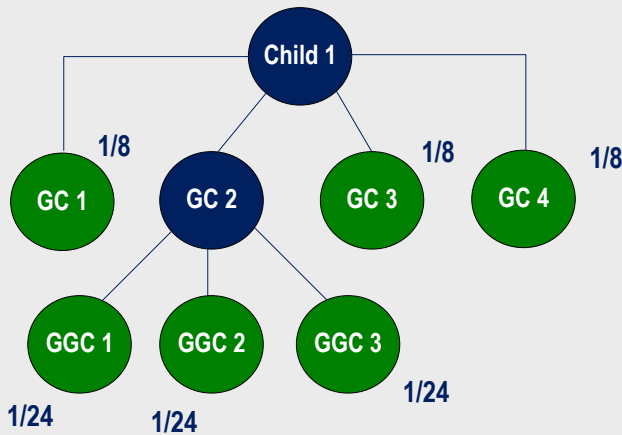 Child 1
1/8
1/8
1/8
GC 1
GC 2
GC 3
GC 4
GGC 1
GGC 2
GGC 3
1/24
1/24
1/24